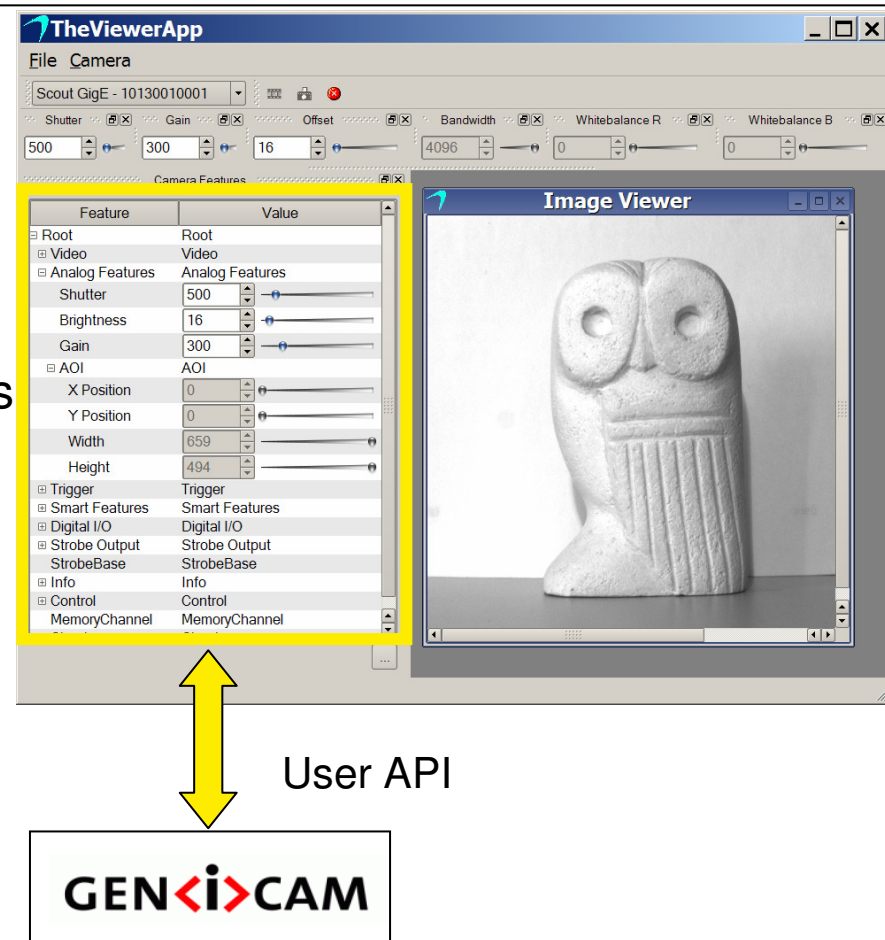 TheViewerApp
File Camera
Scout GigE - 10130010001
Shutter Gain Offset Bandwidth Whitebalance R Whitebalance B
500 300 16 4096 0 0
Camera Features
Feature Value
Root Root
Video Video
Analog Features Analog Features
Shutter 500
Brightness 16
Gain 300
AOI AOI
X Position 0
Y Position 0
Width 659
Height 494
Trigger Trigger
Smart Features Smart Features
Digital I/O Digital I/O
Strobe Output Strobe Output
StrobeBase StrobeBase
Info Info
Control Control
MemoryChannel MemoryChannel
...
Image Viewer
s
User API
GEN<i>CAM